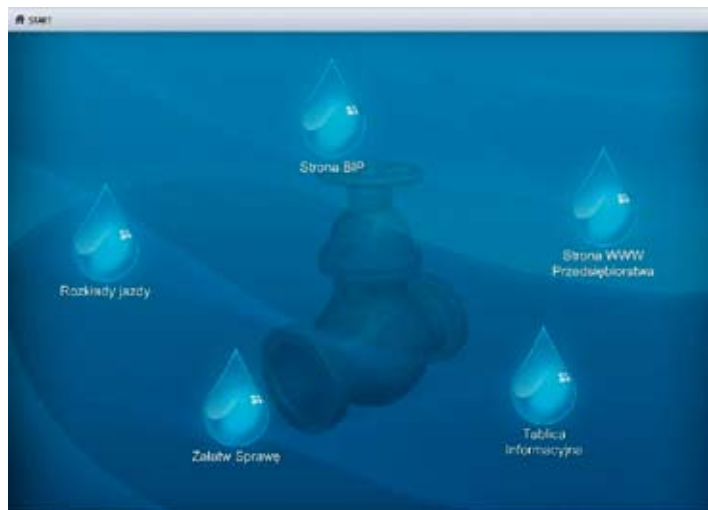 START
Strona BIP
Strona WWW
Przedsiębiorstwa
Rozkłady jazdy
Tablica
Informacyjna
Załatw Sprawę